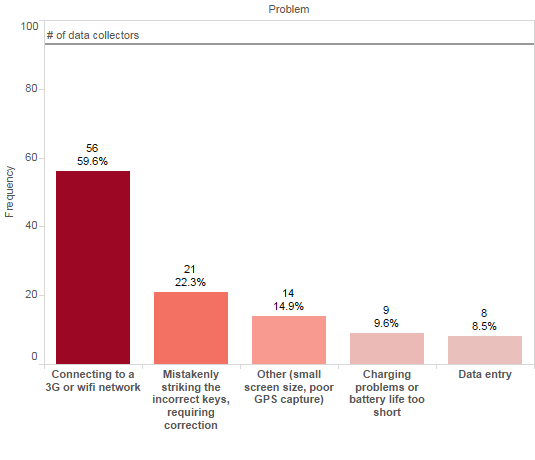 Problem
100
# of data collectors
80
60
40
20
0
Frequency
56
59.6%
21
22.3%
14
14.9%
9
9.6%
8
8.5%
Connecting to a
3G or wifi network
Mistakenly
striking the
incorrect keys,
requiring
correction
Other (small
screen size, poor
GPS capture)
Charging
problems or
battery life too
short
Data entry